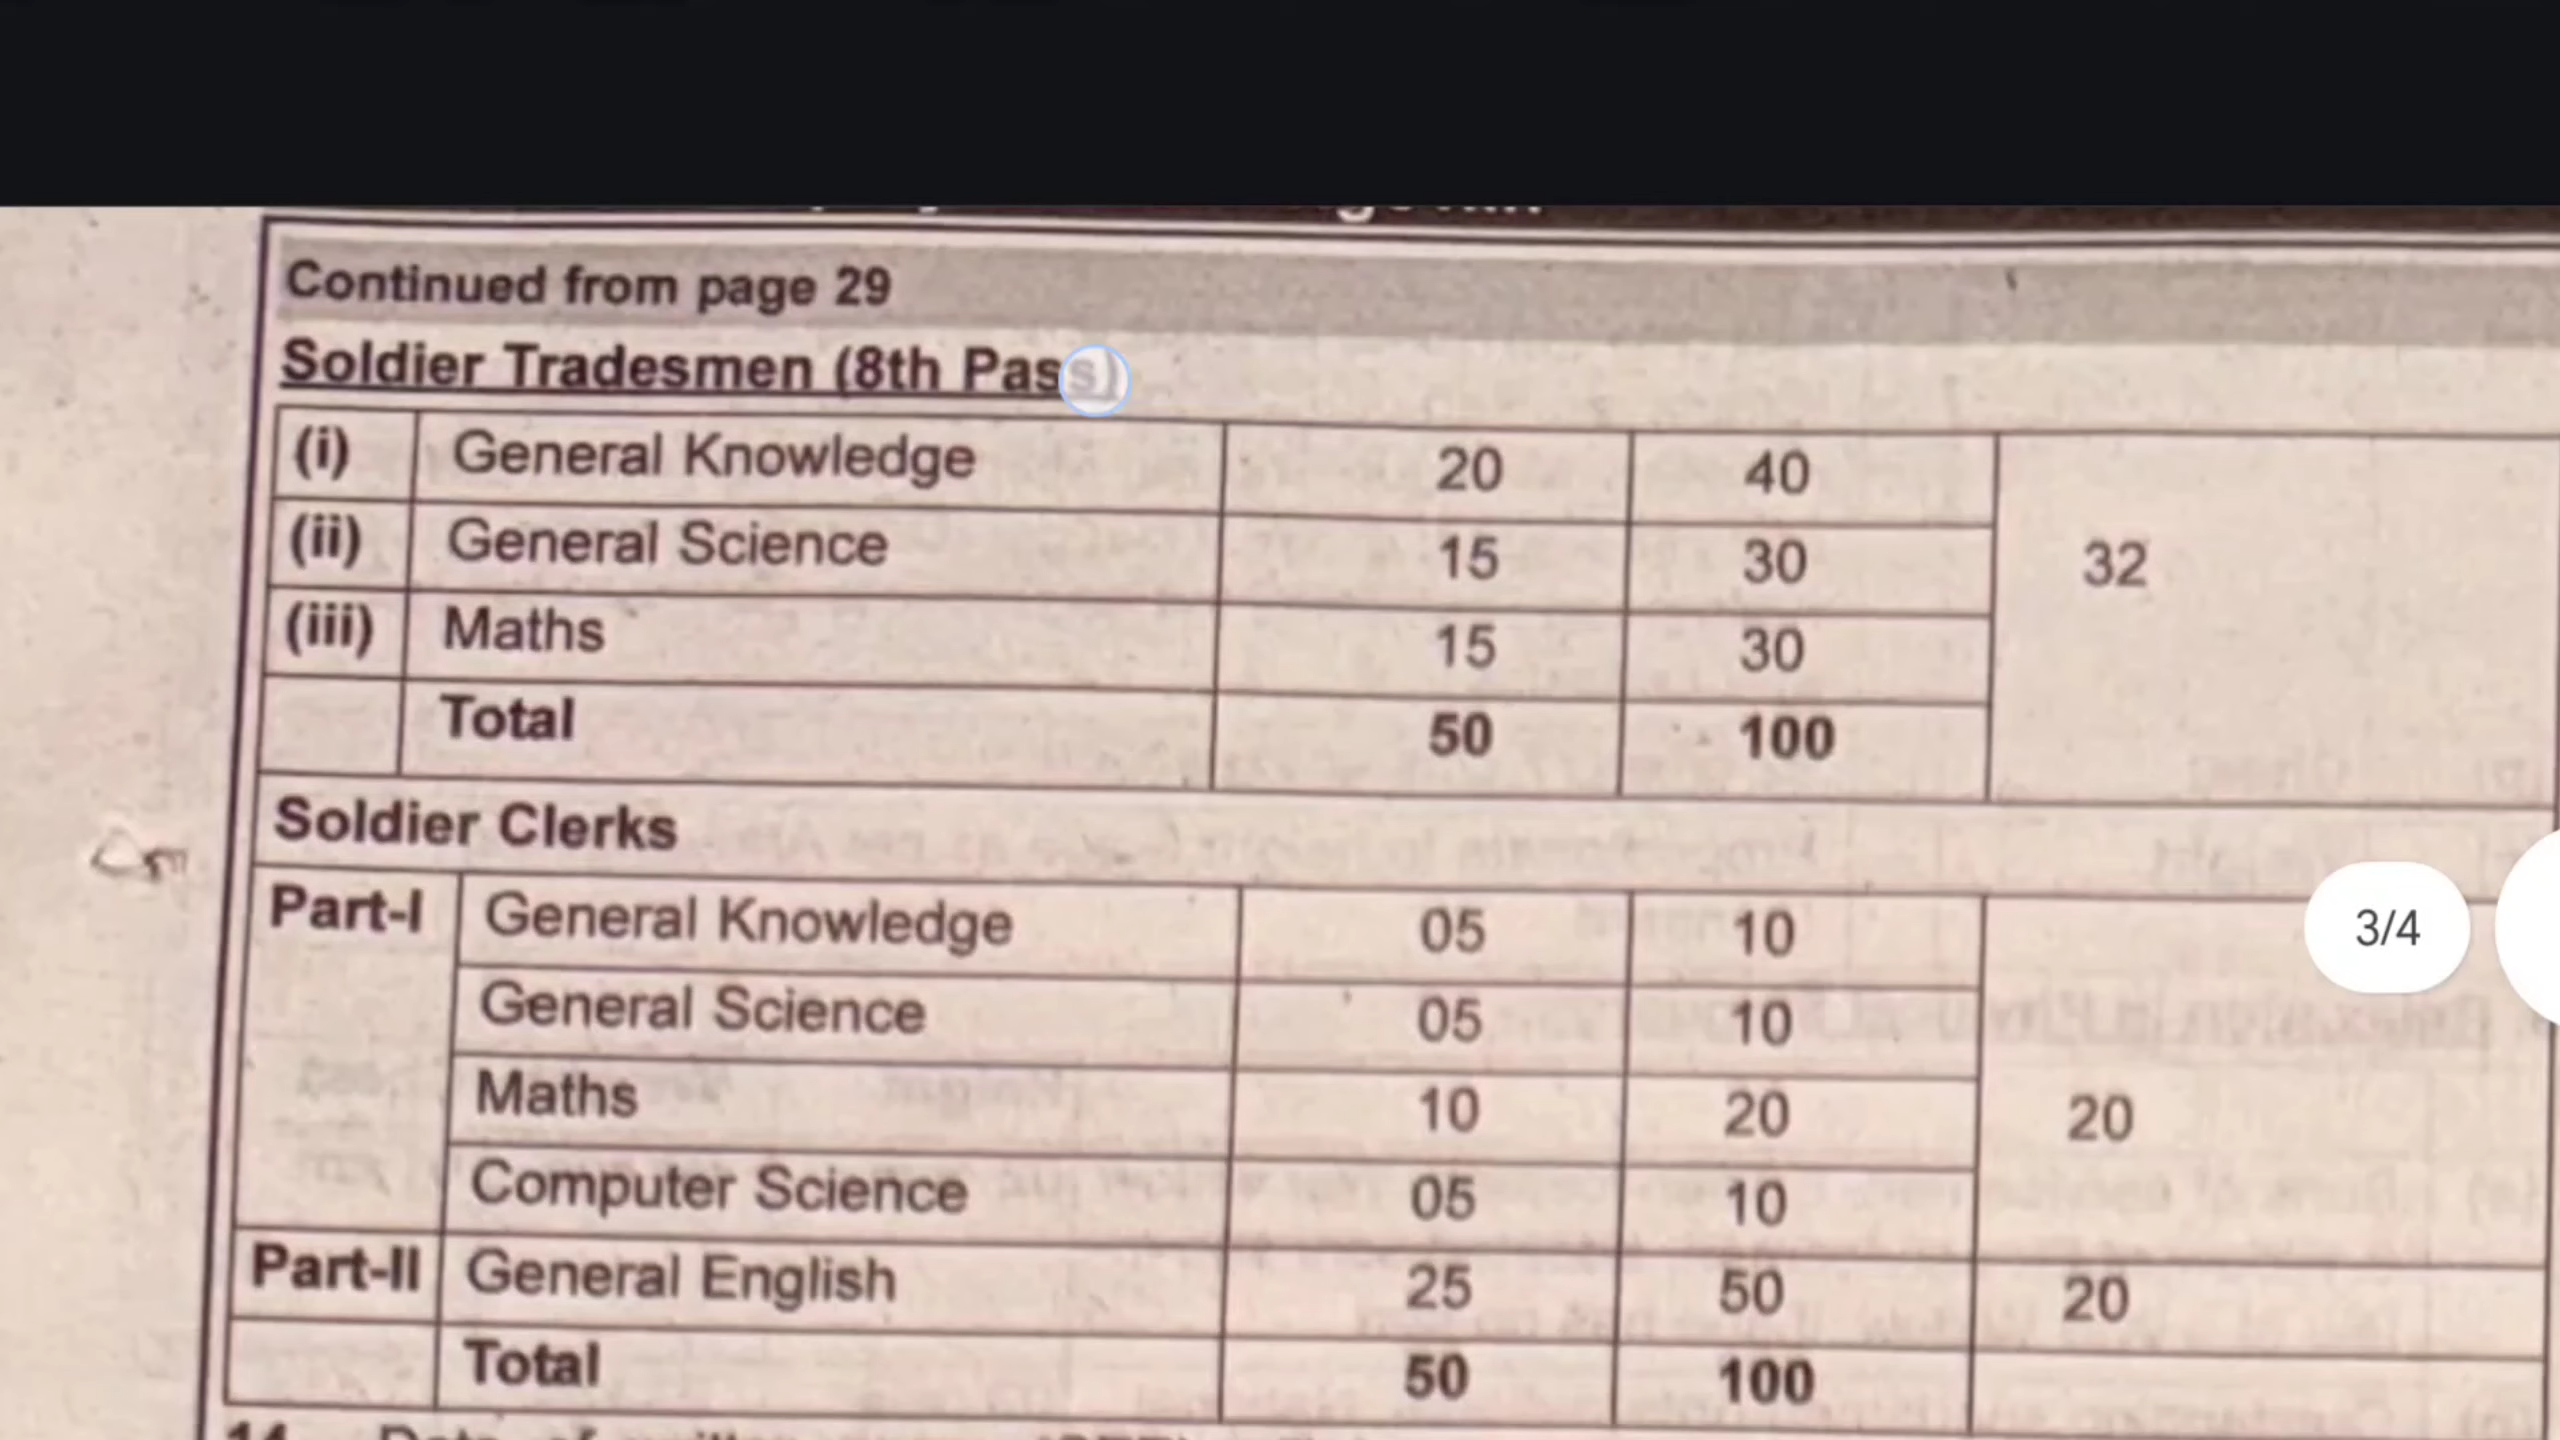 Continued from page 29
Soldier Tradesmen (8th Pass)
(i) General Knowledge 20 40
(ii) General Science 15 30 32
(iii) Maths 15 30
Total 50 100
Soldier Clerks
Part-I General Knowledge 05 10
General Science 05 10
3/4
Maths 10 20 20
Computer Science 05 10
Part-II General English 25 50 20
Total 50 100